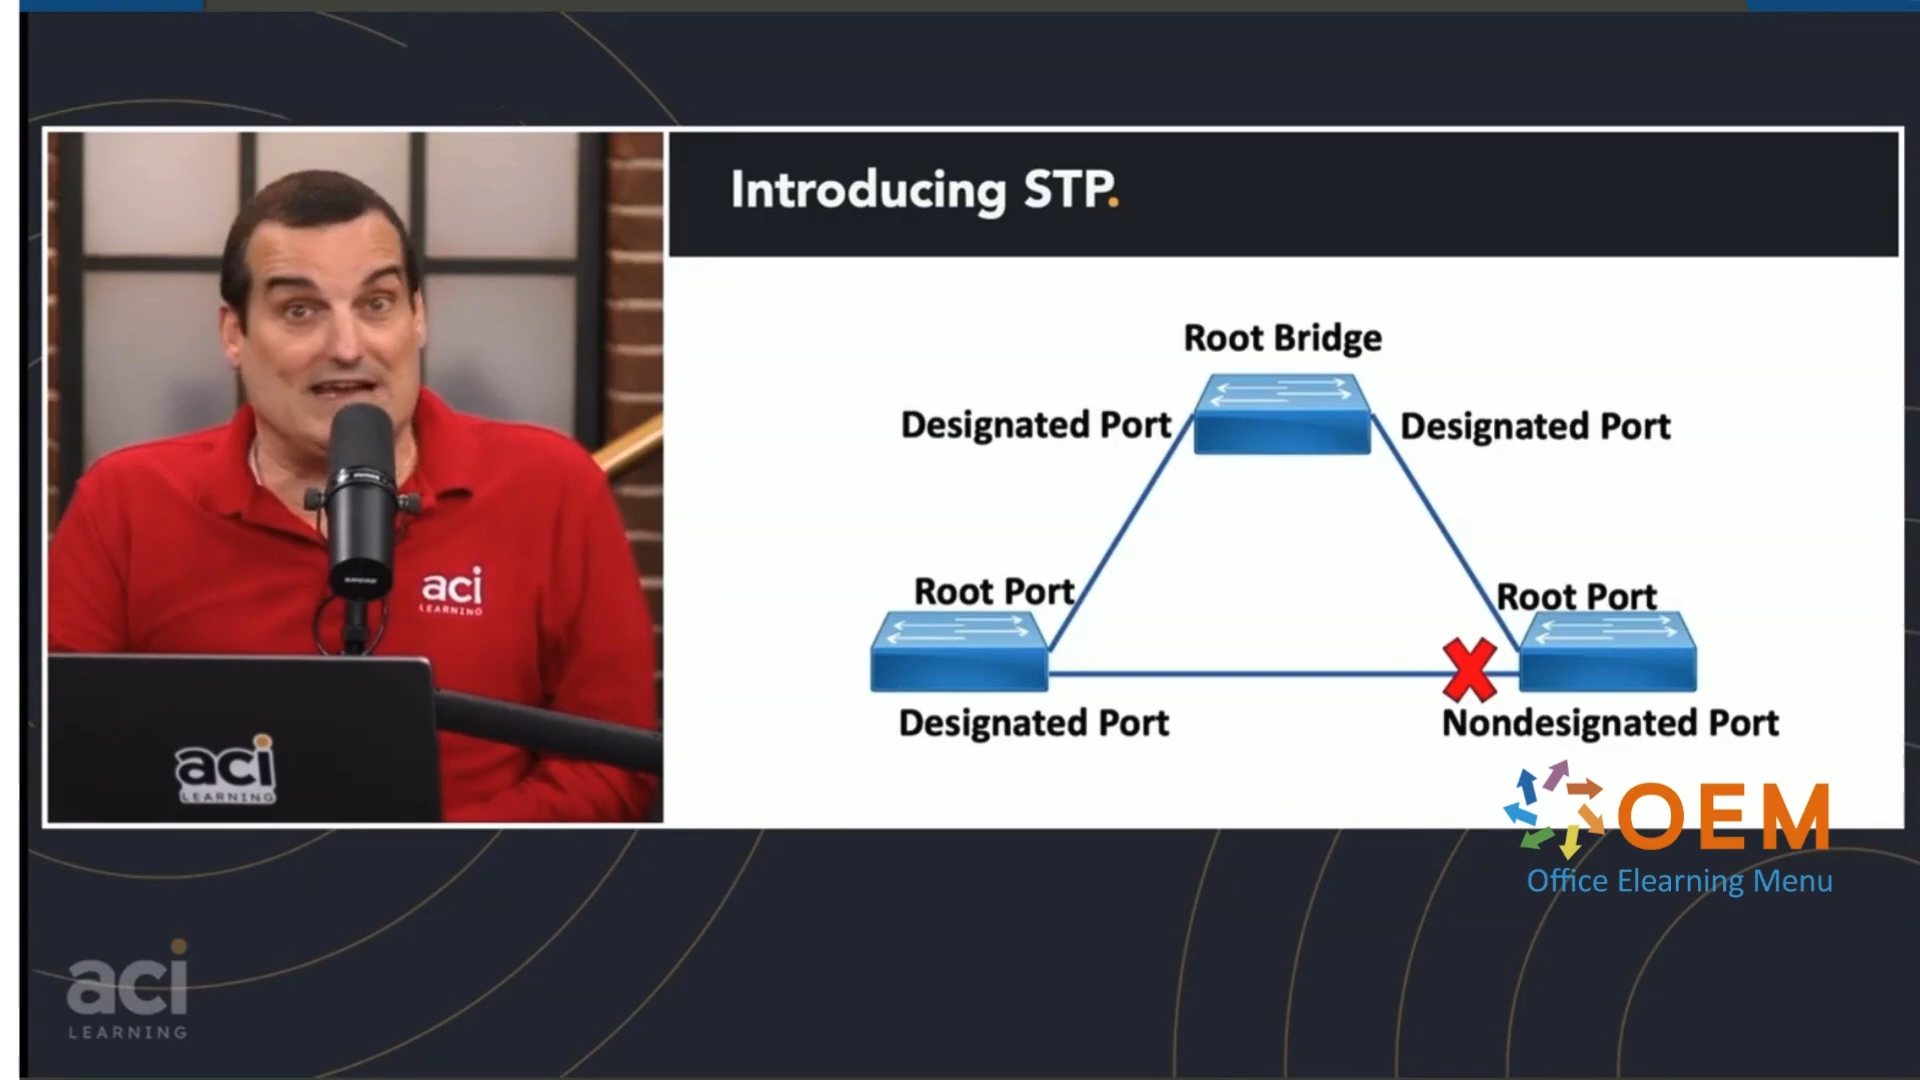 Introducing STP.
Root Bridge
Designated Port
Designated Port
Root Port
Root Port
Designated Port
Nondesignated Port
aci
LEARNING
aci
LEARNING
OEM
Office Elearning Menu
aci
LEARNING